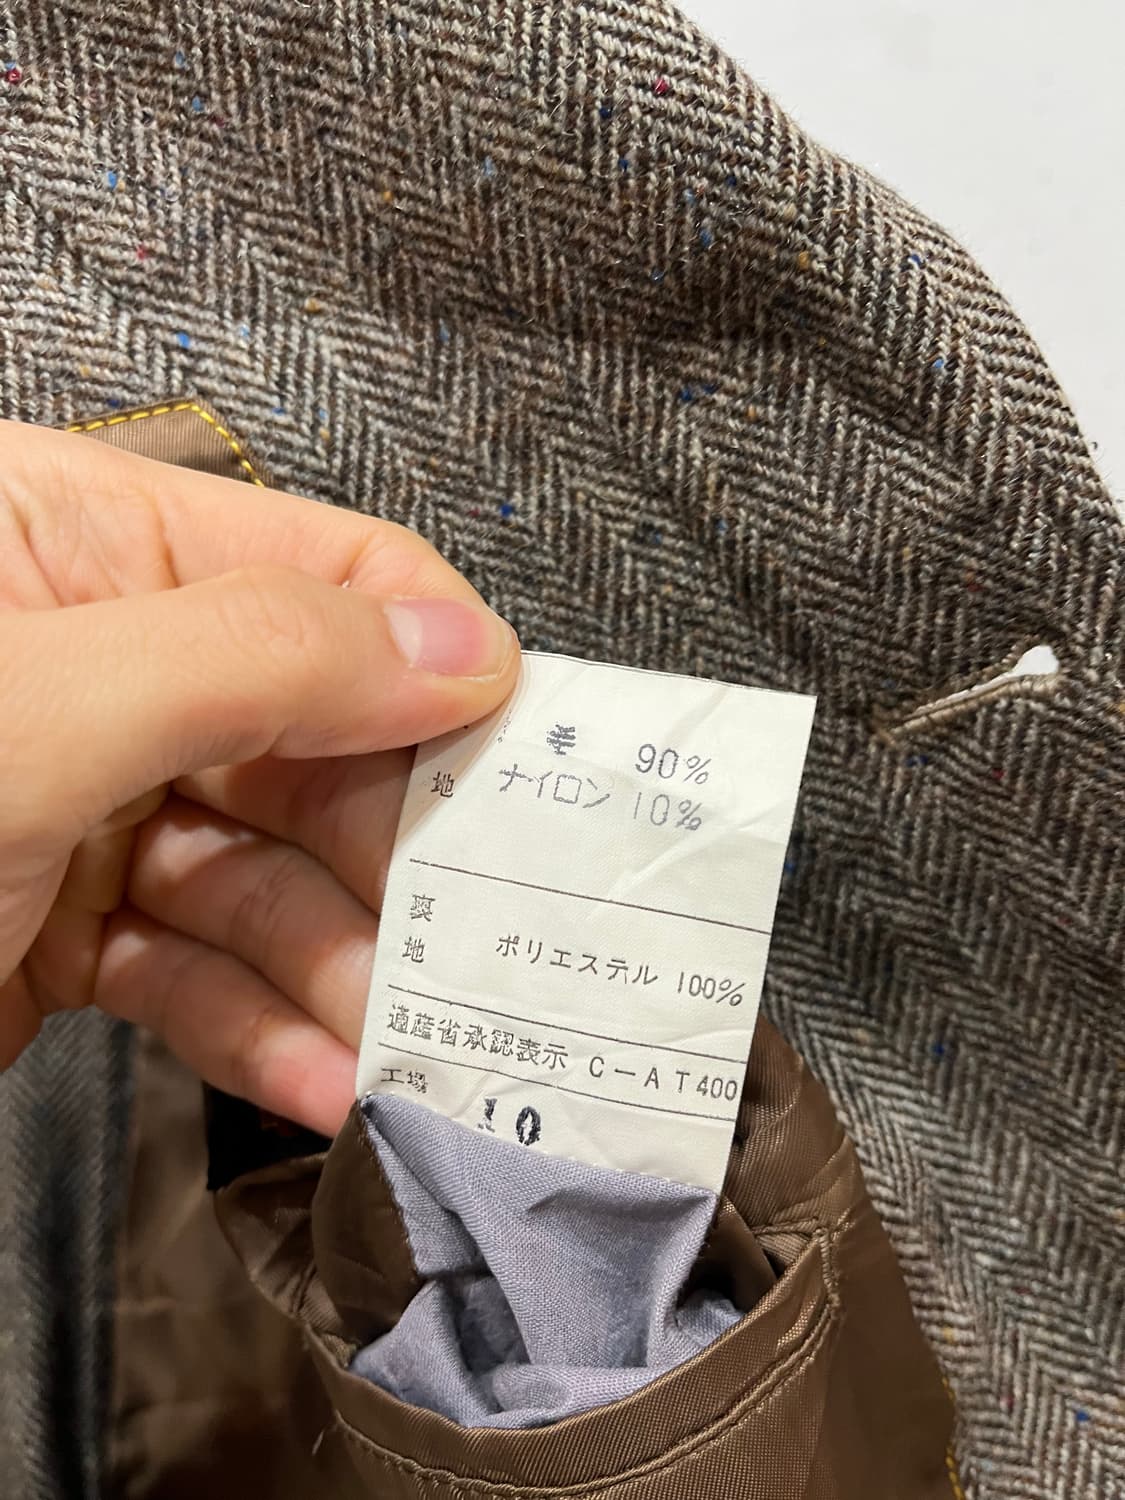 毛 90%
地 ナイロン 10%
裏
地 ポリエステル 100%
通産省承認表示 C-AT400
工場
10